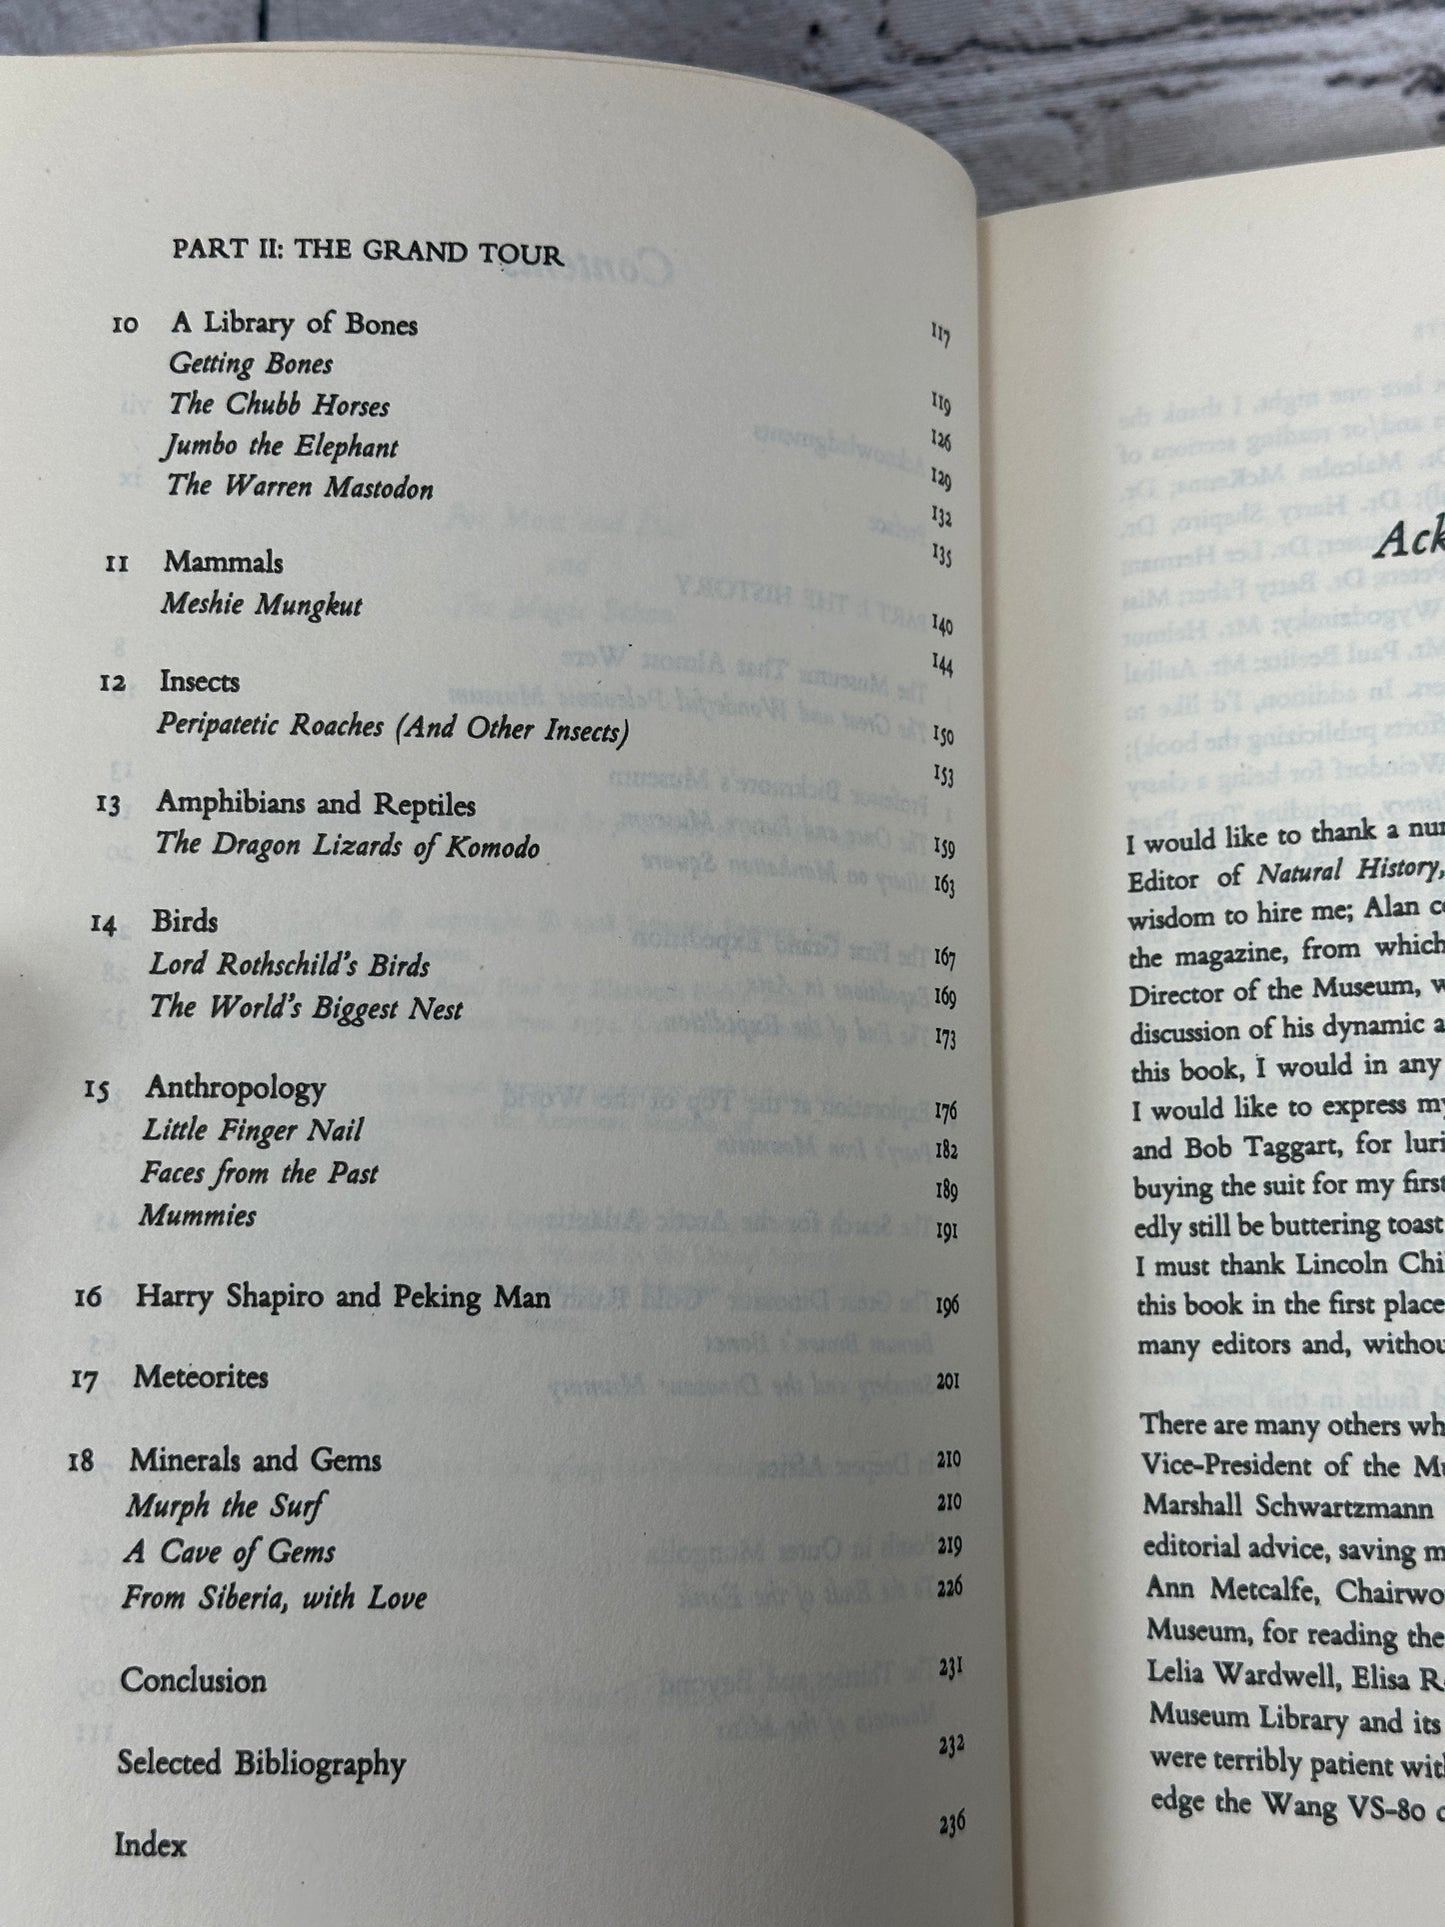 PART II: THE GRAND TOUR 117
10 A Library of Bones 119
Getting Bones 126
The Chubb Horses 129
Jumbo the Elephant 132
The Warren Mastodon 135
11 Mammals 140
Meshie Mungkut 144
12 Insects 150
Peripatetic Roaches (And Other Insects) 153
13 Amphibians and Reptiles 159
The Dragon Lizards of Komodo 163
14 Birds 167
Lord Rothschild's Birds 169
The World's Biggest Nest 173
15 Anthropology 176
Little Finger Nail 182
Faces from the Past 189
Mummies 191
16 Harry Shapiro and Peking Man 196
17 Meteorites 201
18 Minerals and Gems 210
Murph the Surf 210
A Cave of Gems 219
From Siberia, with Love 226
Conclusion 231
Selected Bibliography 232
Index 236
Ack
I would like to thank a nu
Editor of Natural History,
wisdom to hire me; Alan c
the magazine, from which
Director of the Museum, w
discussion of his dynamic a
this book, I would in any
I would like to express my
and Bob Taggart, for luri
buying the suit for my first
edly still be buttering toast
I must thank Lincoln Chi
this book in the first place
many editors and, withou
There are many others wh
Vice-President of the Mu
Marshall Schwartzmann
editorial advice, saving m
Ann Metcalfe, Chairwo
Museum, for reading the
Lelia Wardwell, Elisa R
Museum Library and its
were terribly patient wit
edge the Wang VS-80 c